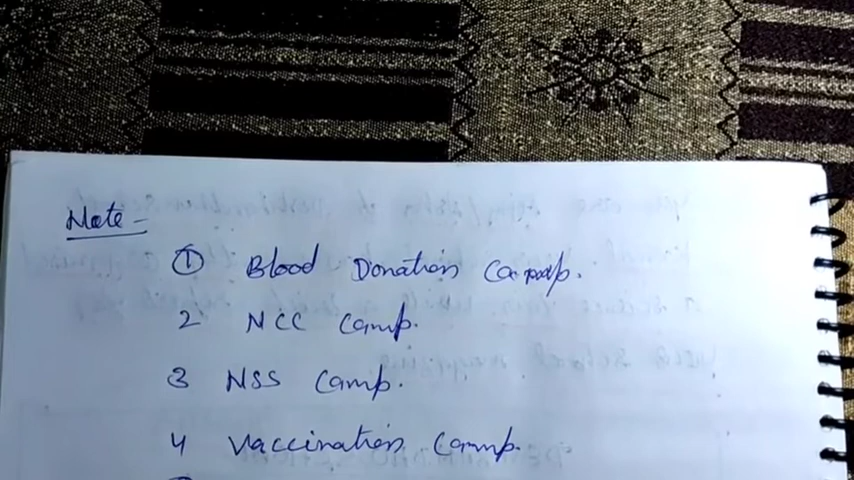 Note -
① Blood Donation Camp.
2 NCC Camp.
3 NSS Camp.
4 Vaccination Camp.